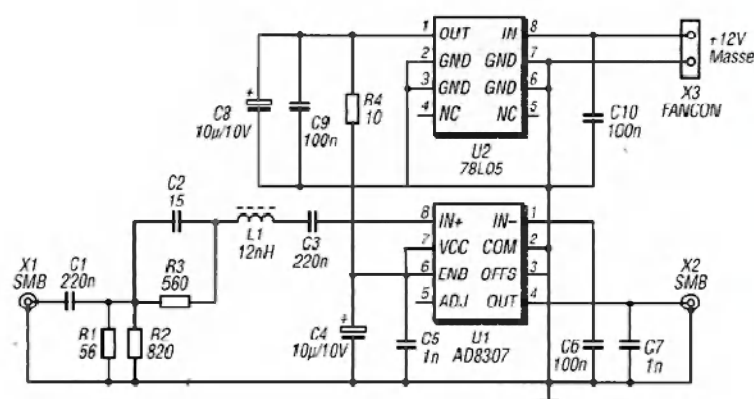 1 OUT IN 8
2 GND GND 7
3 GND GND 6
4 NC NC 5
U2
78L05
+12V
Masse
X3
FANCON
R4
10
C8
10µ/10V
C9
100n
C10
100n
C2
15
L1
12nH
C3
220n
8 IN+ IN- 1
7 VCC COM 2
6 ENB OFFS 3
5 ADJ OUT 4
U1
AD8307
X1
SMB
C1
220n
R3
560
R1
56
R2
820
C4
10µ/10V
C5
1n
C6
100n
C7
1n
X2
SMB
+
+